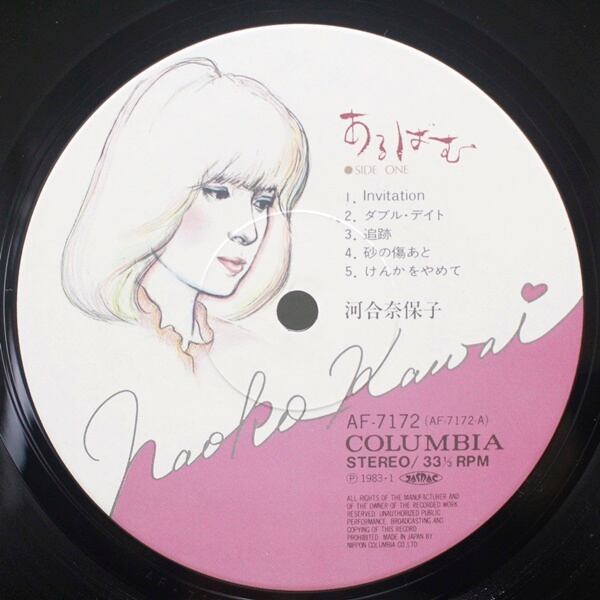 あるばむ
●SIDE ONE
1. Invitation
2. ダブル・デイト
3. 追跡
4. 砂の傷あと
5. けんかをやめて
河合奈保子
Naoko Kawai
AF-7172 (AF-7172-A)
COLUMBIA
STEREO/33⅓ RPM
Ⓟ 1983・1 JASRAC
ALL RIGHTS OF THE MANUFACTURER AND
OF THE OWNER OF THE RECORDED WORK
RESERVED. UNAUTHORIZED PUBLIC
PERFORMANCE, BROADCASTING AND
COPYING OF THIS RECORD
PROHIBITED. MADE IN JAPAN BY
NIPPON COLUMBIA CO.,LTD